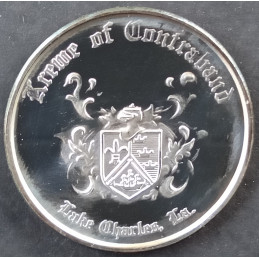 Krewe of Contraband
Lake Charles, La.